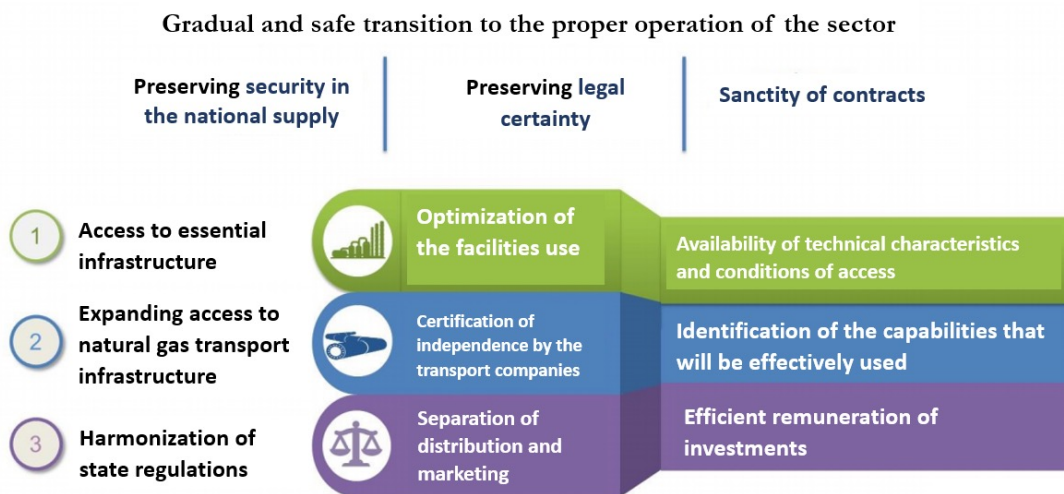 Gradual and safe transition to the proper operation of the sector
Preserving security in
the national supply
Preserving legal
certainty
Sanctity of contracts
1
Access to essential
infrastructure
Optimization of
the facilities use
Availability of technical characteristics
and conditions of access
2
Expanding access to
natural gas transport
infrastructure
Certification of
independence by the
transport companies
Identification of the capabilities that
will be effectively used
3
Harmonization of
state regulations
Separation of
distribution and
marketing
Efficient remuneration of
investments